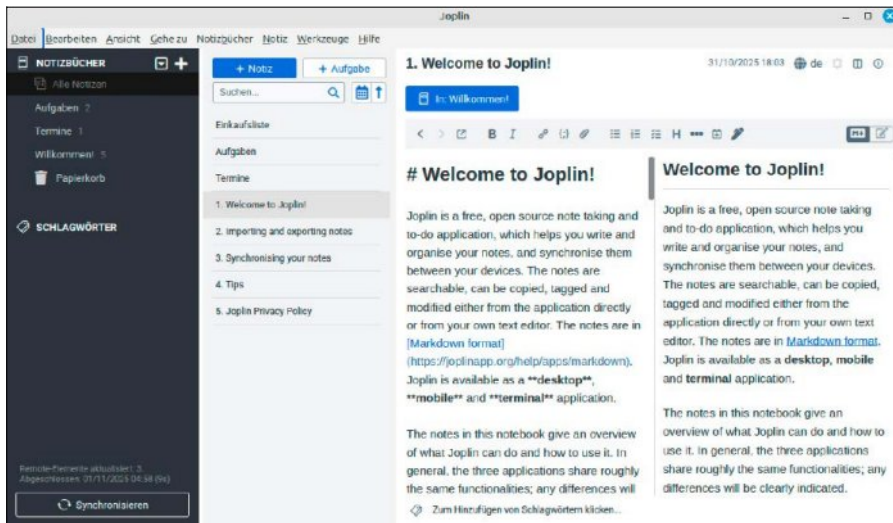 Joplin
Datei Bearbeiten Ansicht Gehe zu Notizbücher Notiz Werkzeuge Hilfe
NOTIZBÜCHER
Alle Notizen
Aufgaben 2
Termine 1
Willkommen! 5
Papierkorb
SCHLAGWÖRTER
Remote-Elemente aktualisiert: 3.
Abgeschlossen: 01/11/2025 04:58 (9s)
Synchronisieren
+ Notiz
+ Aufgabe
Suchen...
Einkaufsliste
Aufgaben
Termine
1. Welcome to Joplin!
2. Importing and exporting notes
3. Synchronising your notes
4. Tips
5. Joplin Privacy Policy
1. Welcome to Joplin!
31/10/2025 18:03
de
In: Willkommen!
# Welcome to Joplin!
Joplin is a free, open source note taking and
to-do application, which helps you write and
organise your notes, and synchronise them
between your devices. The notes are
searchable, can be copied, tagged and
modified either from the application directly
or from your own text editor. The notes are in
[Markdown format]
(https://joplinapp.org/help/apps/markdown).
Joplin is available as a **desktop**,
**mobile** and **terminal** application.
The notes in this notebook give an overview
of what Joplin can do and how to use it. In
general, the three applications share roughly
the same functionalities; any differences will
Welcome to Joplin!
Joplin is a free, open source note taking
and to-do application, which helps you
write and organise your notes, and
synchronise them between your devices.
The notes are searchable, can be copied,
tagged and modified either from the
application directly or from your own text
editor. The notes are in Markdown format.
Joplin is available as a desktop, mobile
and terminal application.
The notes in this notebook give an
overview of what Joplin can do and how to
use it. In general, the three applications
share roughly the same functionalities; any
differences will be clearly indicated.
Zum Hinzufügen von Schlagwörtern klicken...